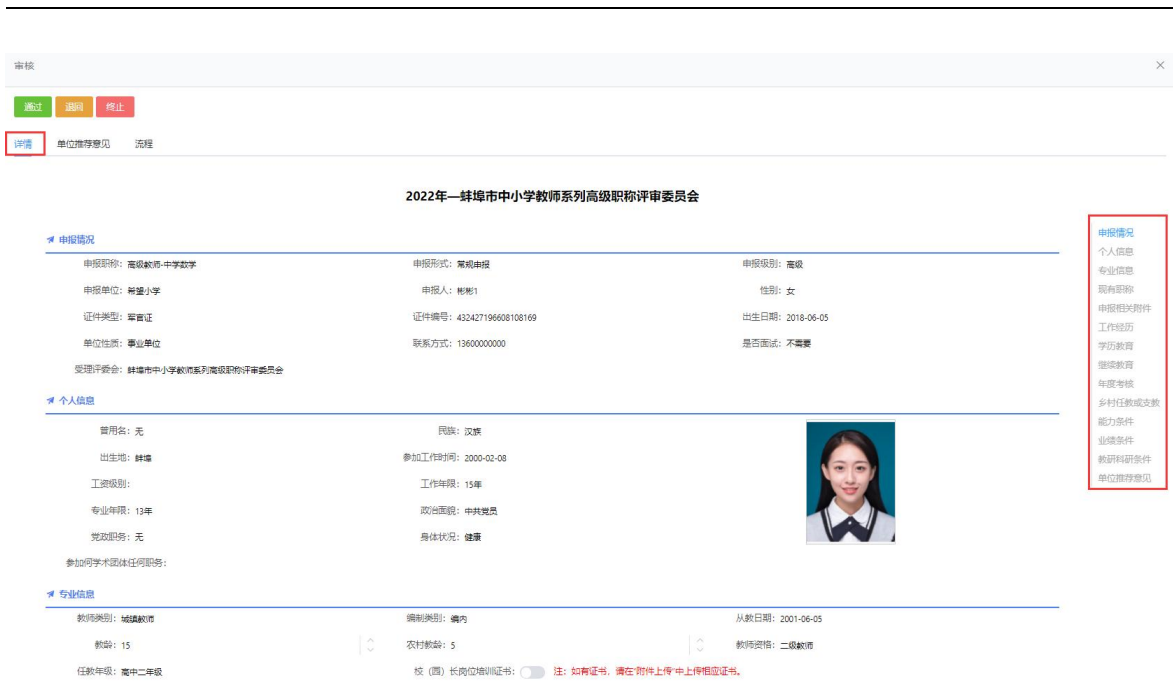 审核
通过 退回 终止
详情 单位推荐意见 流程
2022年—蚌埠市中小学教师系列高级职称评审委员会
申报情况
申报职称: 高级教师-中学数学 申报形式: 常规申报 申报级别: 高级
申报单位: 希望小学 申报人: 彬彬1 性别: 女
证件类型: 军官证 证件编号: 432427196608108169 出生日期: 2018-06-05
单位性质: 事业单位 联系方式: 13600000000 是否面试: 不需要
受理评委会: 蚌埠市中小学教师系列高级职称评审委员会
个人信息
曾用名: 无 民族: 汉族
出生地: 蚌埠 参加工作时间: 2000-02-08
工资级别: 工作年限: 15年
专业年限: 13年 政治面貌: 中共党员
党政职务: 无 身体状况: 健康
参加何学术团体任何职务:
专业信息
教师类别: 城镇教师 编制类别: 编内 从教日期: 2001-06-05
教龄: 15 农村教龄: 5 教师资格: 二级教师
任教年级: 高中二年级 校（园）长岗位培训证书: 注: 如有证书, 请在"附件上传"中上传相应证书。
申报情况
个人信息
专业信息
现有职称
申报相关附件
工作经历
学历教育
继续教育
年度考核
乡村任教或支教
能力条件
业绩条件
教研科研条件
单位推荐意见